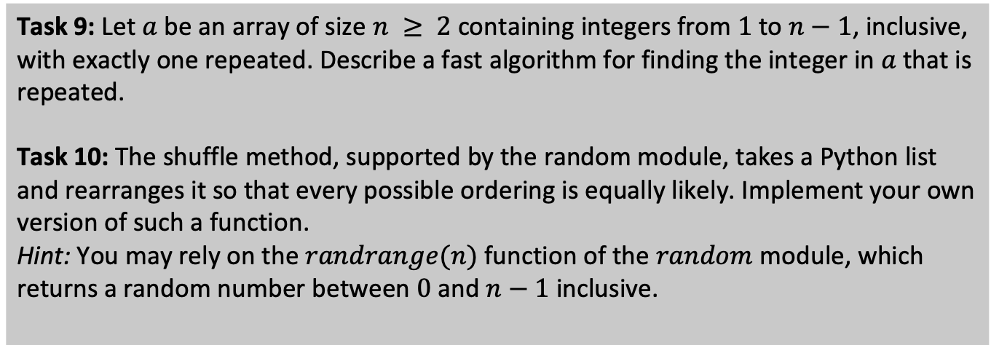 Task 9: Let a be an array of size n ≥ 2 containing integers from 1 to n − 1, inclusive,
with exactly one repeated. Describe a fast algorithm for finding the integer in a that is
repeated.
Task 10: The shuffle method, supported by the random module, takes a Python list
and rearranges it so that every possible ordering is equally likely. Implement your own
version of such a function.
Hint: You may rely on the randrange(n) function of the random module, which
returns a random number between 0 and n − 1 inclusive.